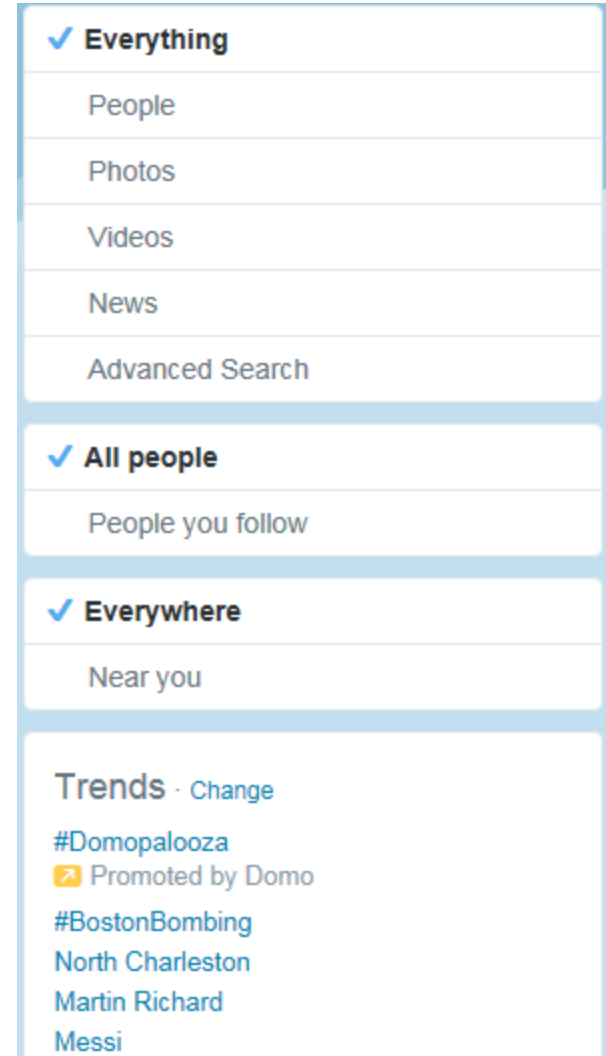 Everything
People
Photos
Videos
News
Advanced Search
All people
People you follow
Everywhere
Near you
Trends · Change
#Domopalooza
Promoted by Domo
#BostonBombing
North Charleston
Martin Richard
Messi